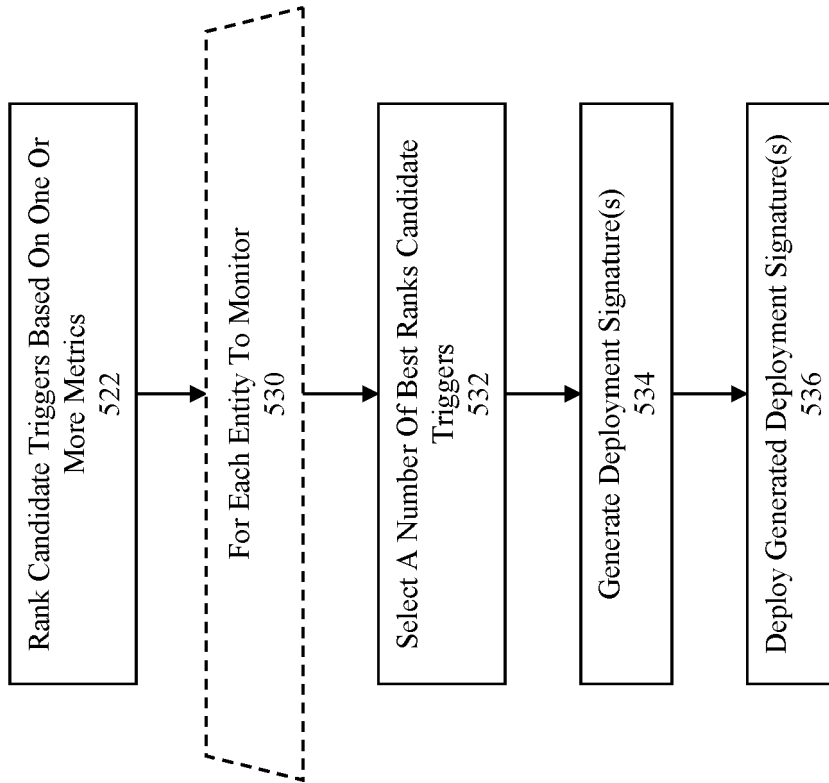 Rank Candidate Triggers Based On One Or
More Metrics
522
For Each Entity To Monitor
530
Select A Number Of Best Ranks Candidate
Triggers
532
Generate Deployment Signature(s)
534
Deploy Generated Deployment Signature(s)
536